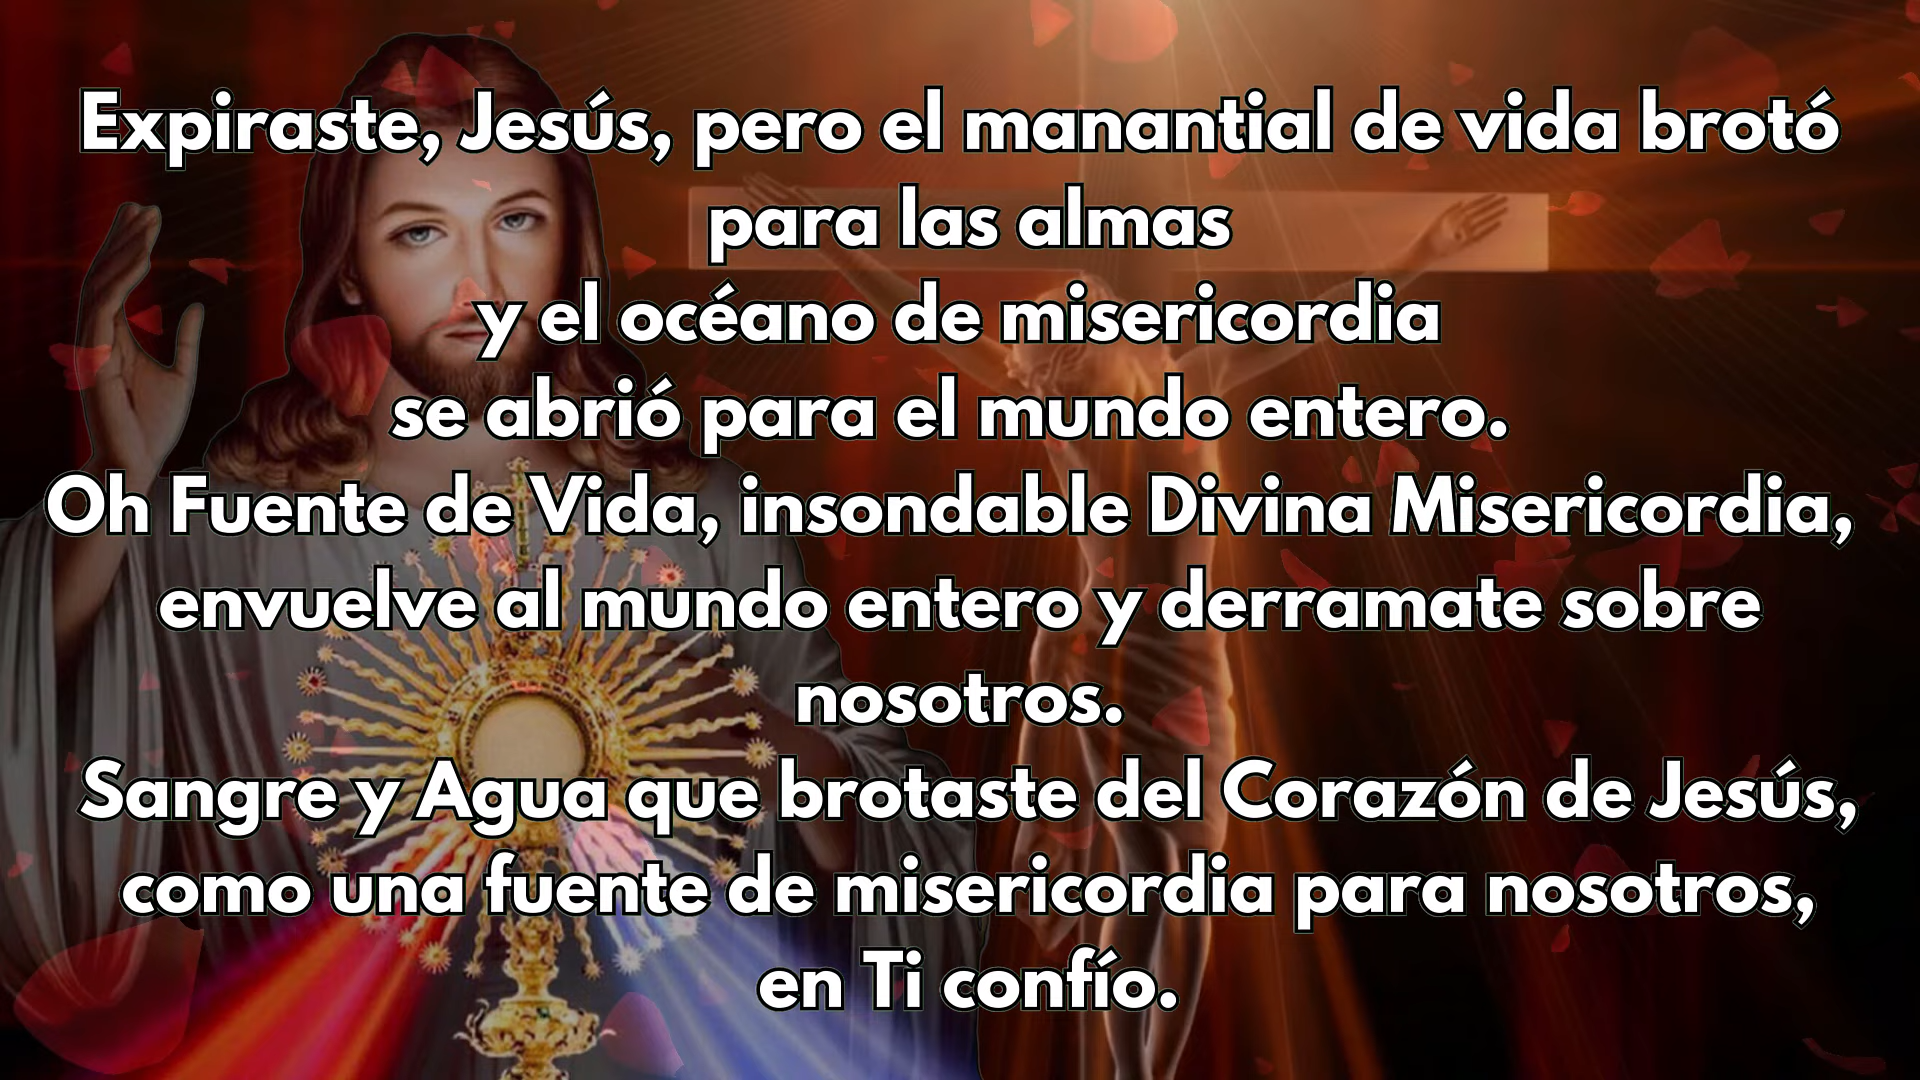 Expiraste, Jesús, pero el manantial de vida brotó
para las almas
y el océano de misericordia
se abrió para el mundo entero.
Oh Fuente de Vida, insondable Divina Misericordia,
envuelve al mundo entero y derramate sobre
nosotros.
Sangre y Agua que brotaste del Corazón de Jesús,
como una fuente de misericordia para nosotros,
en Ti confío.